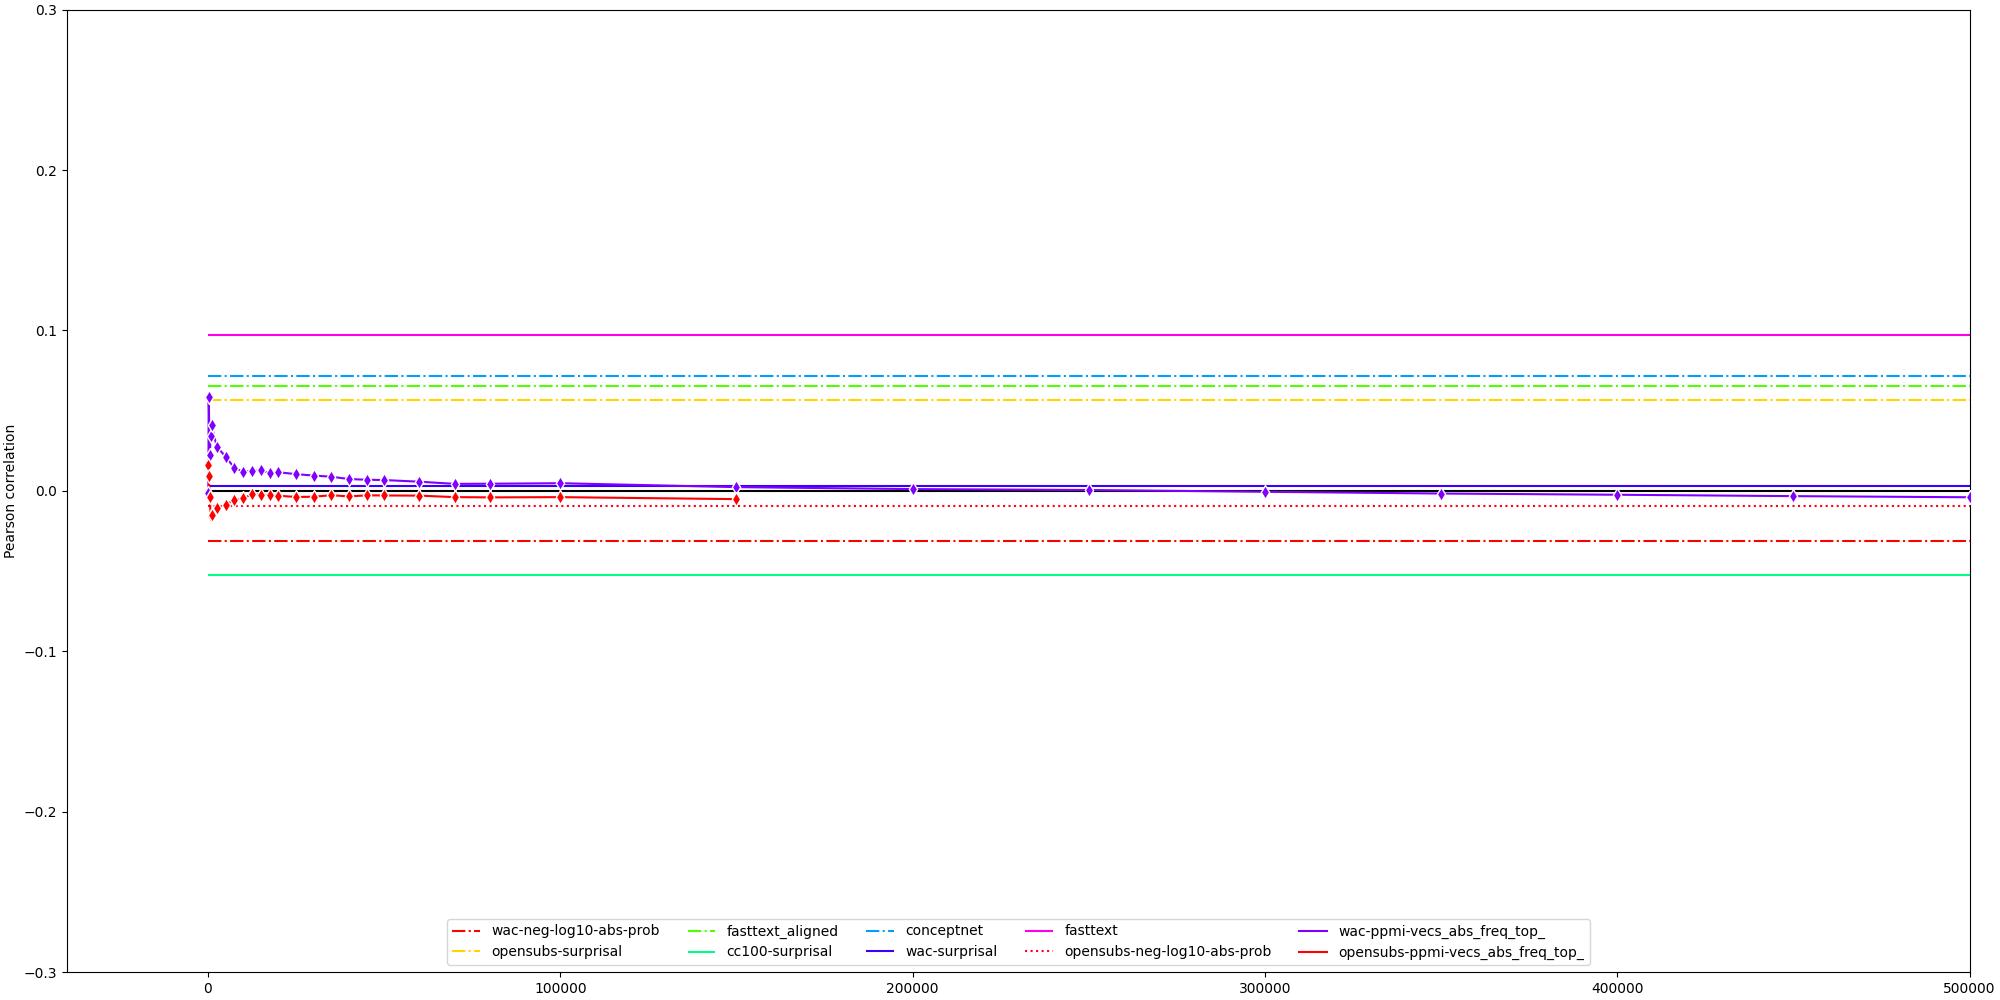 0.3
0.2
0.1
0.0
−0.1
−0.2
−0.3
Pearson correlation
wac-neg-log10-abs-prob
opensubs-surprisal
fasttext_aligned
cc100-surprisal
conceptnet
wac-surprisal
fasttext
opensubs-neg-log10-abs-prob
wac-ppmi-vecs_abs_freq_top_
opensubs-ppmi-vecs_abs_freq_top_
0 100000 200000 300000 400000 500000